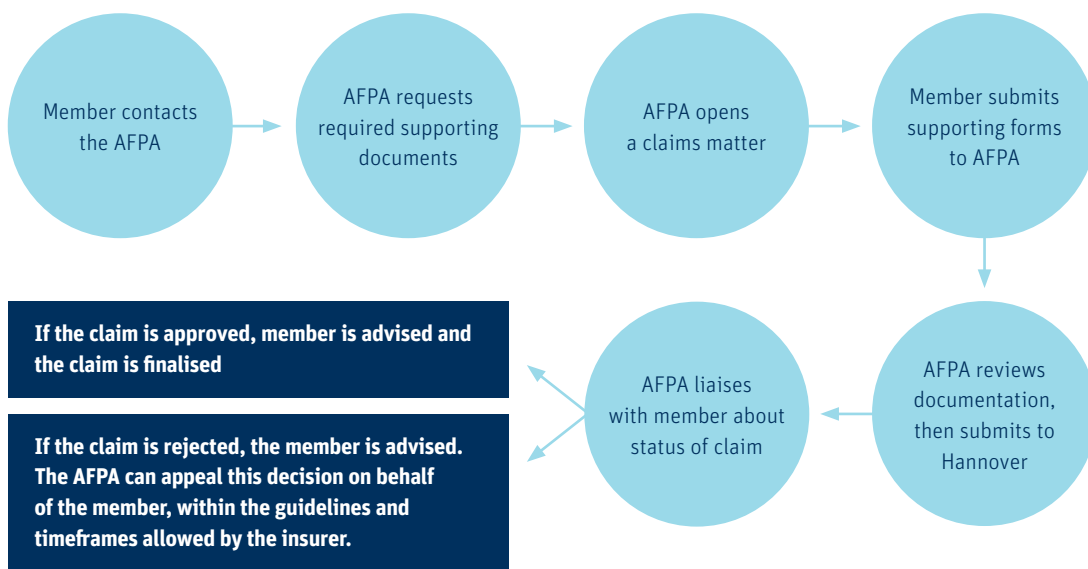 Member contacts
the AFPA
AFPA requests
required supporting
documents
AFPA opens
a claims matter
Member submits
supporting forms
to AFPA
AFPA reviews
documentation,
then submits to
Hannover
AFPA liaises
with member about
status of claim
If the claim is approved, member is advised and
the claim is finalised
If the claim is rejected, the member is advised.
The AFPA can appeal this decision on behalf
of the member, within the guidelines and
timeframes allowed by the insurer.